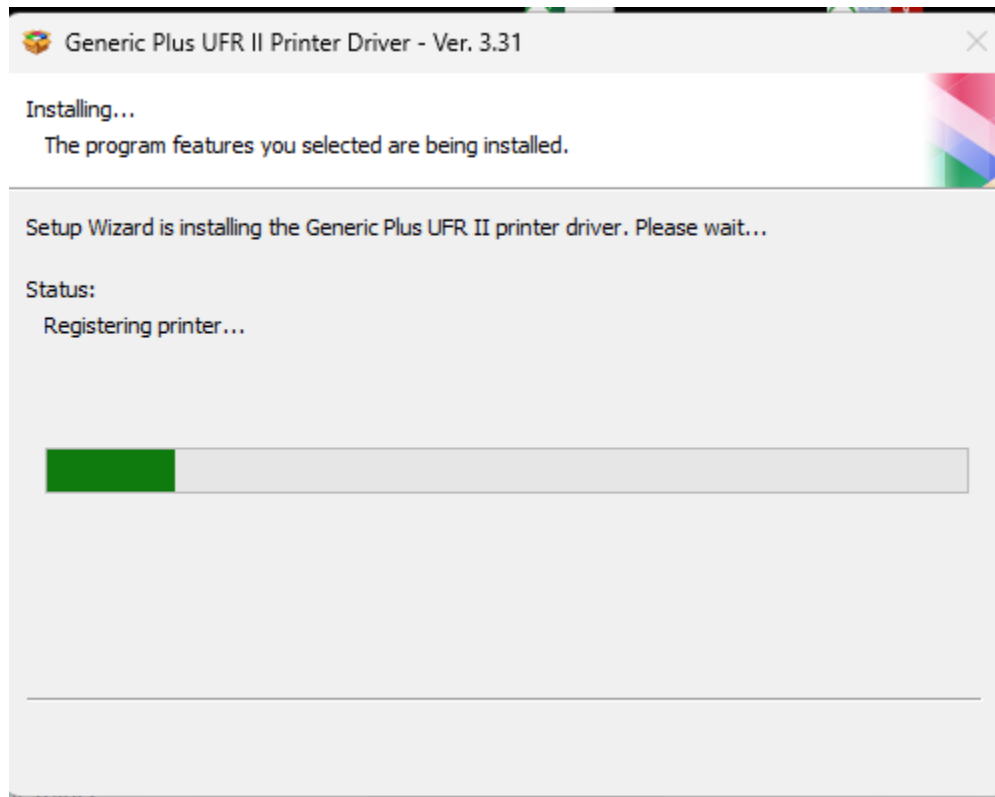 Generic Plus UFR II Printer Driver - Ver. 3.31
Installing...
The program features you selected are being installed.
Setup Wizard is installing the Generic Plus UFR II printer driver. Please wait...
Status:
Registering printer...